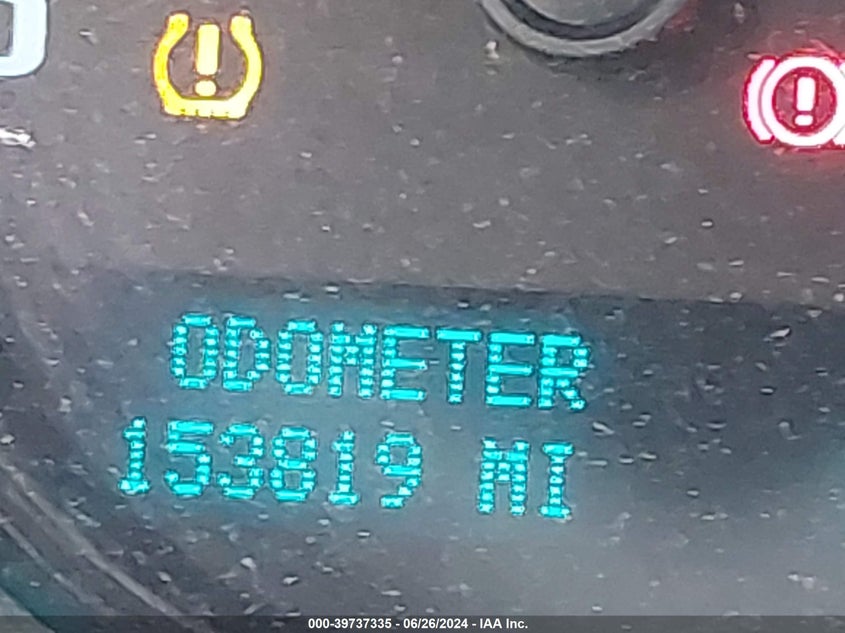 ODOMETER
153819 MI
000-39737335 - 06/26/2024 - IAA Inc.